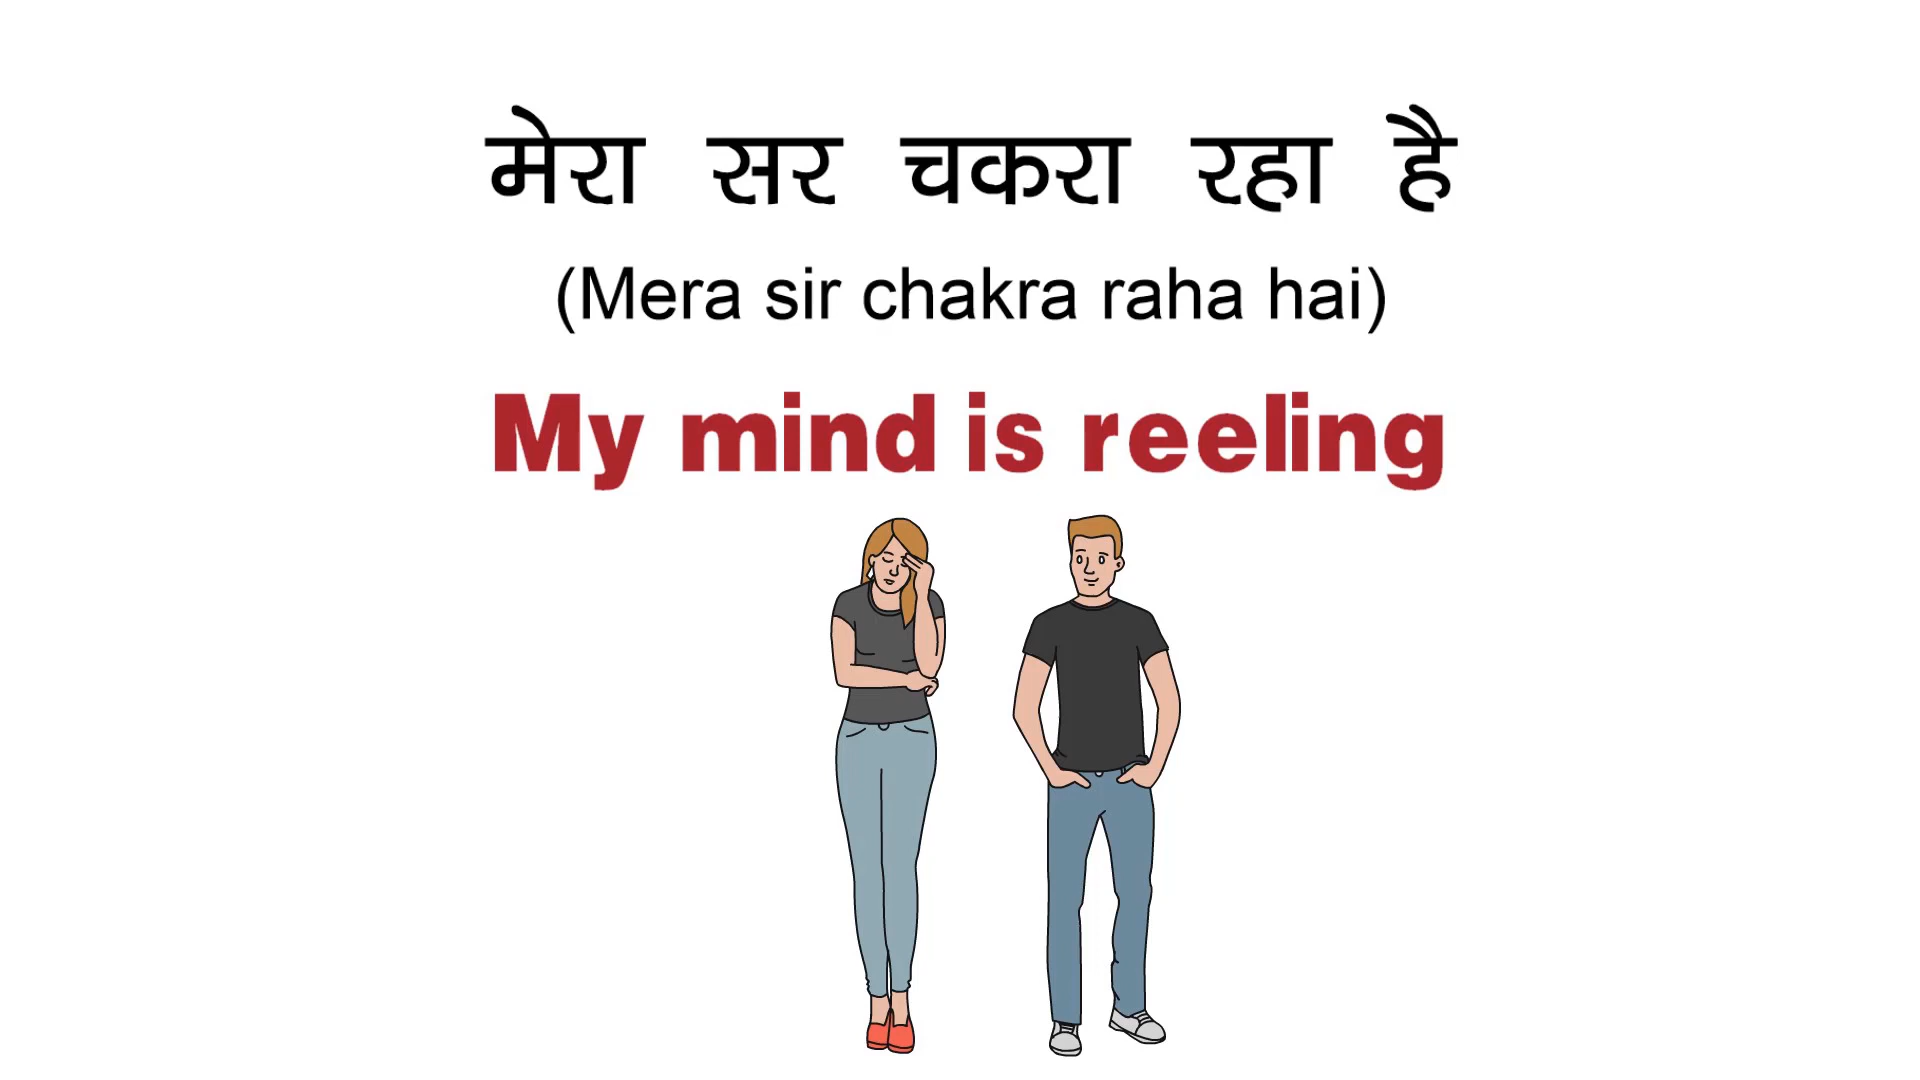 मेरा सर चकरा रहा है
(Mera sir chakra raha hai)
My mind is reeling